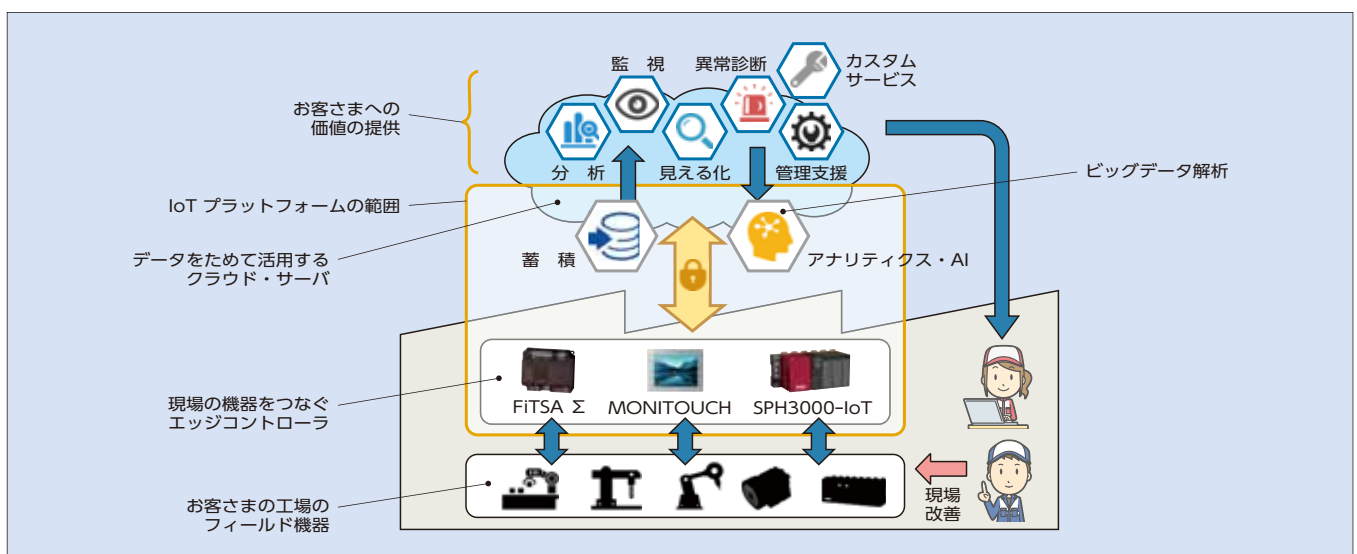 監　視
異常診断
カスタム
サービス
お客さまへの
価値の提供
分　析
見える化
管理支援
ビッグデータ解析
IoT プラットフォームの範囲
データをためて活用する
クラウド・サーバ
蓄　積
アナリティクス・AI
現場の機器をつなぐ
エッジコントローラ
FiTSA Σ
MONITOUCH
SPH3000-IoT
お客さまの工場の
フィールド機器
現場
改善